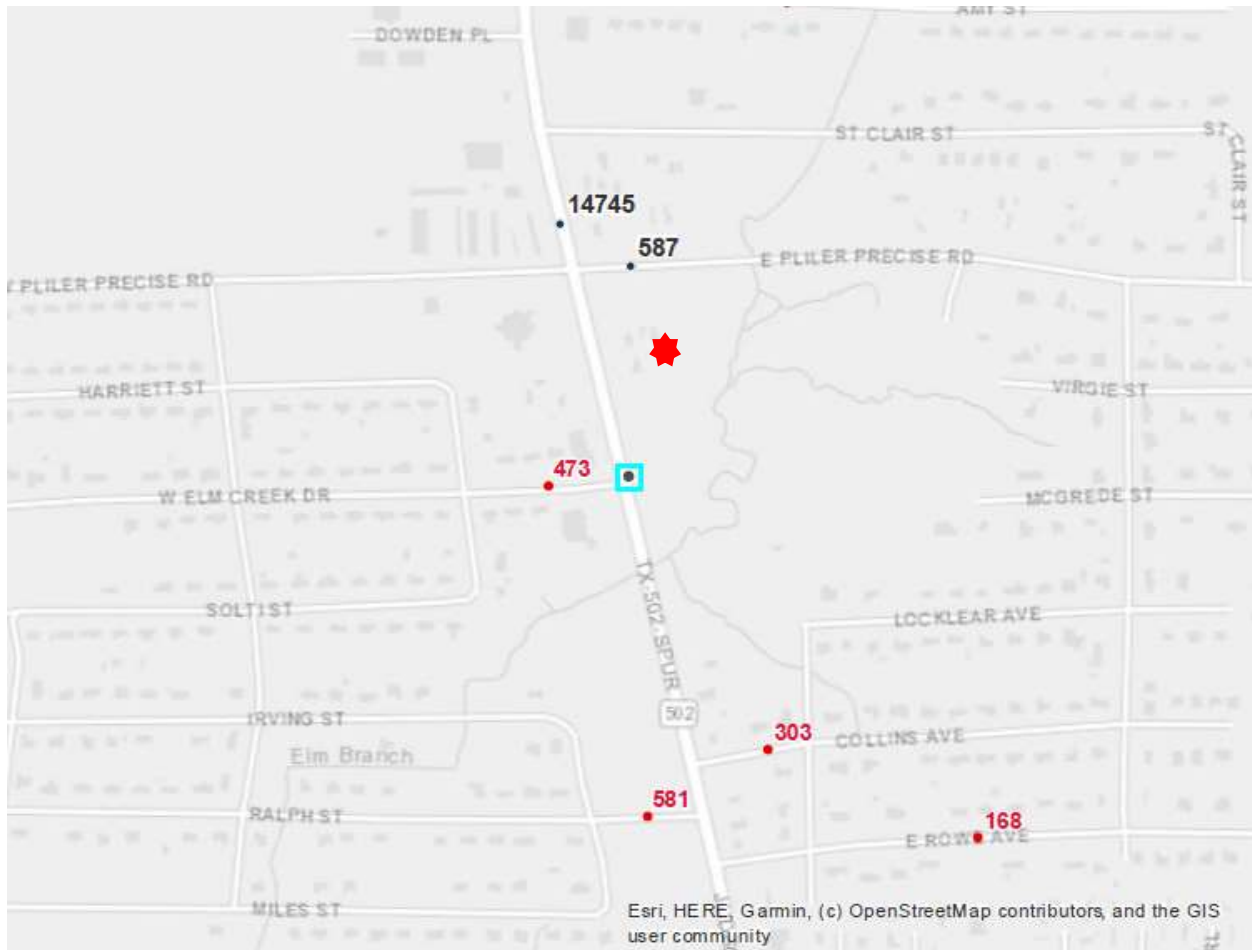 AMY ST
DOWDEN PL
ST CLAIR ST
ST CLAIR ST
14745
587
E PLILER PRECISE RD
PLILER PRECISE RD
HARRIETT ST
VIRGIE ST
473
W ELM CREEK DR
MCGREDE ST
TX-502-SPUR
SOLTI ST
LOCKLEAR AVE
502
IRVING ST
303
COLLINS AVE
Elm Branch
581
RALPH ST
168
E ROWE AVE
MILES ST
Esri, HERE, Garmin, (c) OpenStreetMap contributors, and the GIS
user community